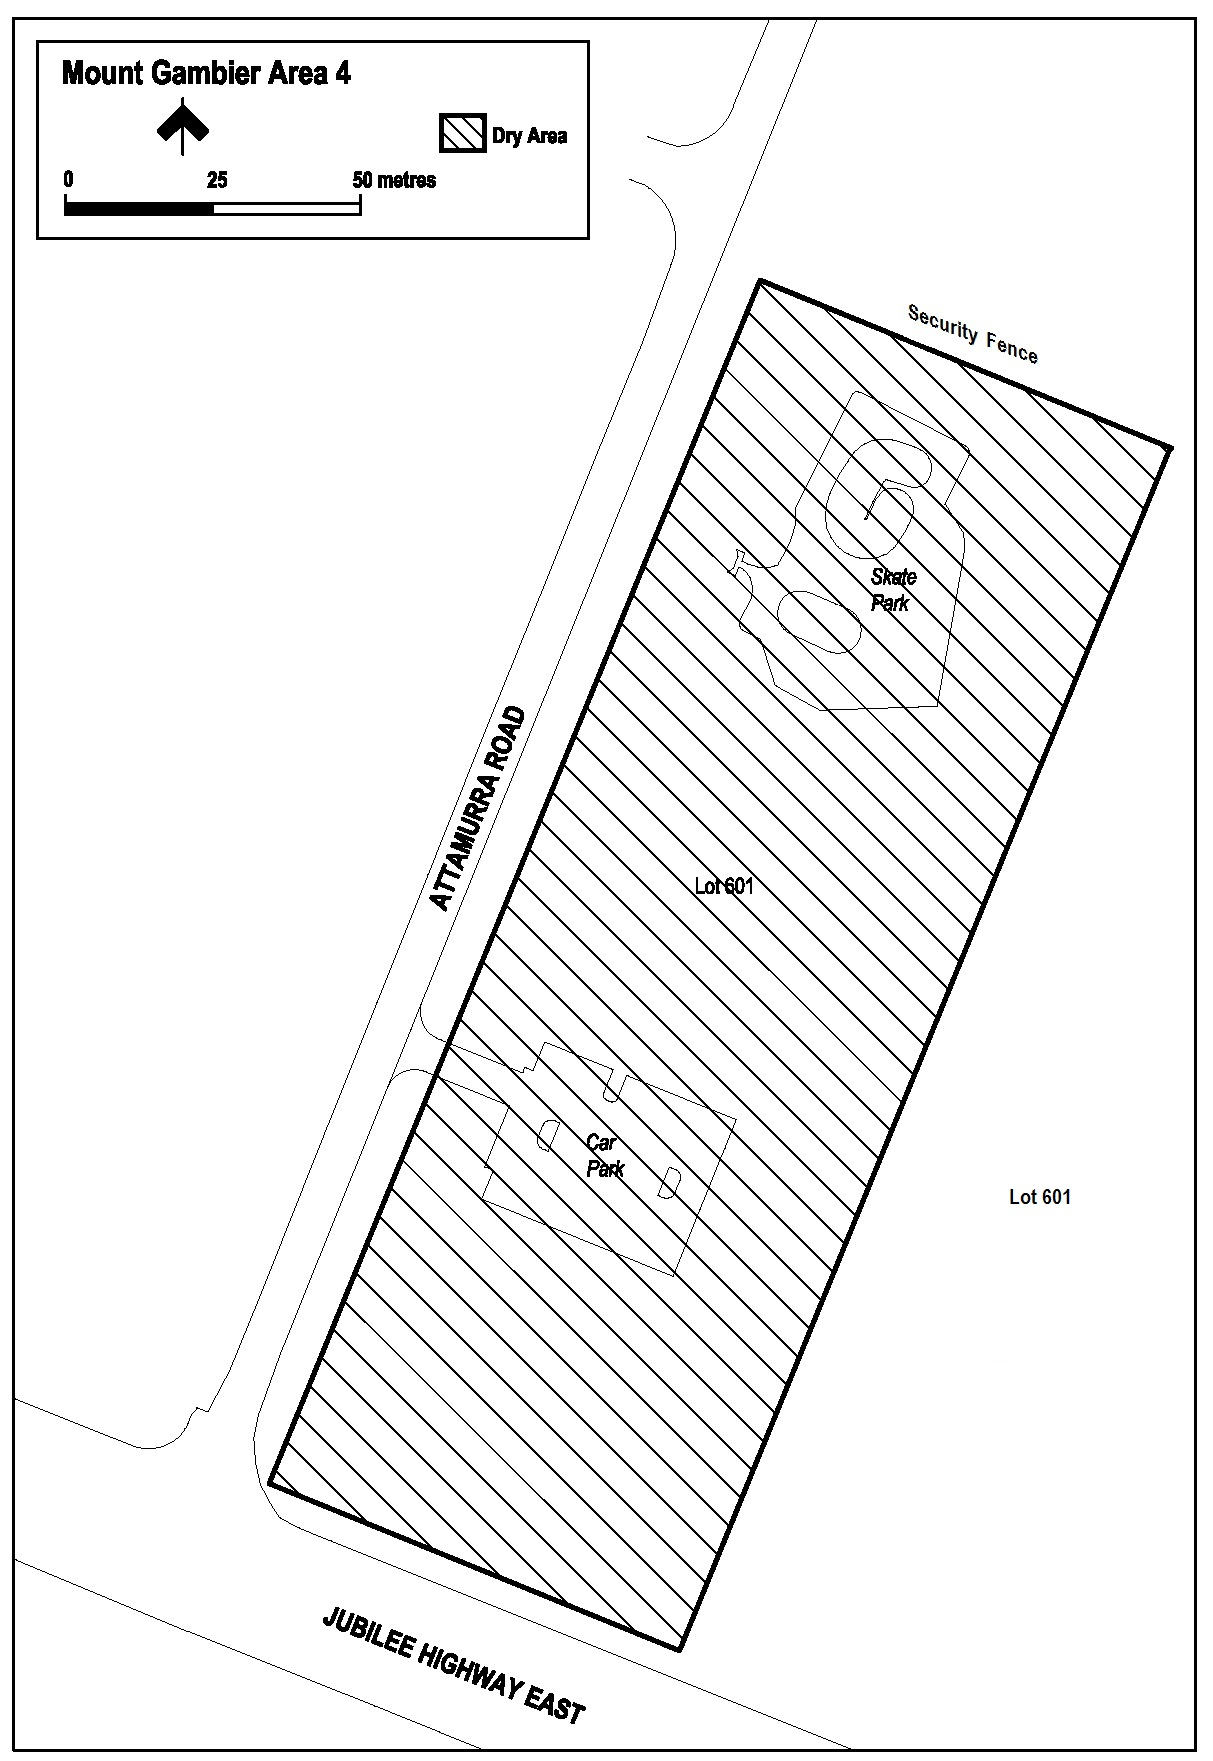 Mount Gambier Area 4
Dry Area
0 25 50 metres
Security Fence
Skate
Park
ATTAMURRA ROAD
Lot 601
Car
Park
Lot 601
JUBILEE HIGHWAY EAST